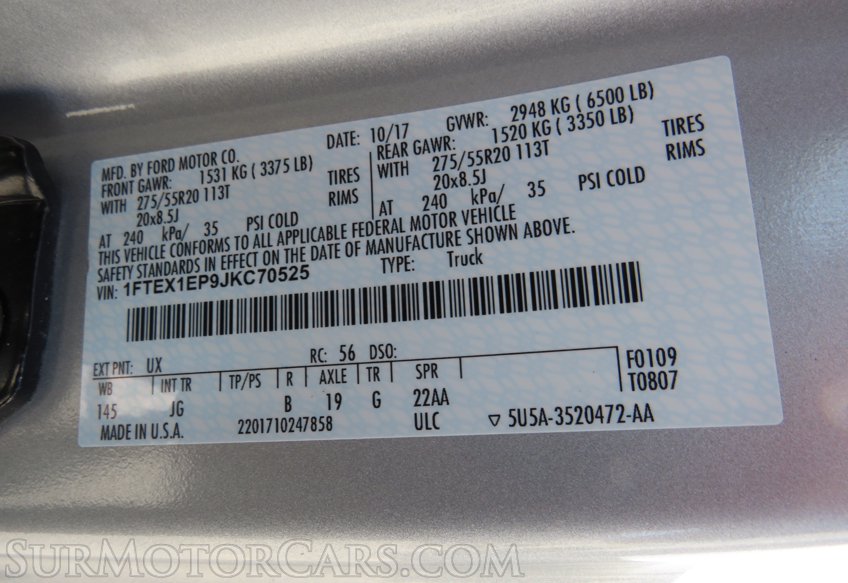 MFD. BY FORD MOTOR CO.
DATE: 10/17 GVWR: 2948 KG ( 6500 LB)
FRONT GAWR: 1531 KG ( 3375 LB) REAR GAWR: 1520 KG ( 3350 LB)
WITH 275/55R20 113T TIRES WITH 275/55R20 113T TIRES
20x8.5J RIMS 20x8.5J RIMS
AT 240 kPa/ 35 PSI COLD AT 240 kPa/ 35 PSI COLD
THIS VEHICLE CONFORMS TO ALL APPLICABLE FEDERAL MOTOR VEHICLE
SAFETY STANDARDS IN EFFECT ON THE DATE OF MANUFACTURE SHOWN ABOVE.
VIN: 1FTEX1EP9JKC70525 TYPE: Truck
EXT PNT: UX RC: 56 DSO:
WB INT TR TP/PS R AXLE TR SPR F0109
145 JG B 19 G 22AA T0807
MADE IN U.S.A. 2201710247858 ULC ▽ 5U5A-3520472-AA
SURMOTORCARS.COM